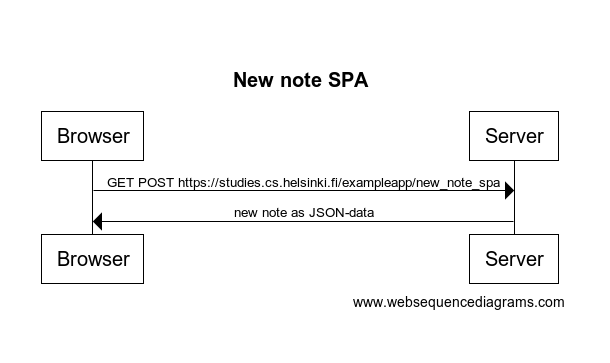 New note SPA
Browser
Server
GET POST https://studies.cs.helsinki.fi/exampleapp/new_note_spa
new note as JSON-data
Browser
Server
www.websequencediagrams.com